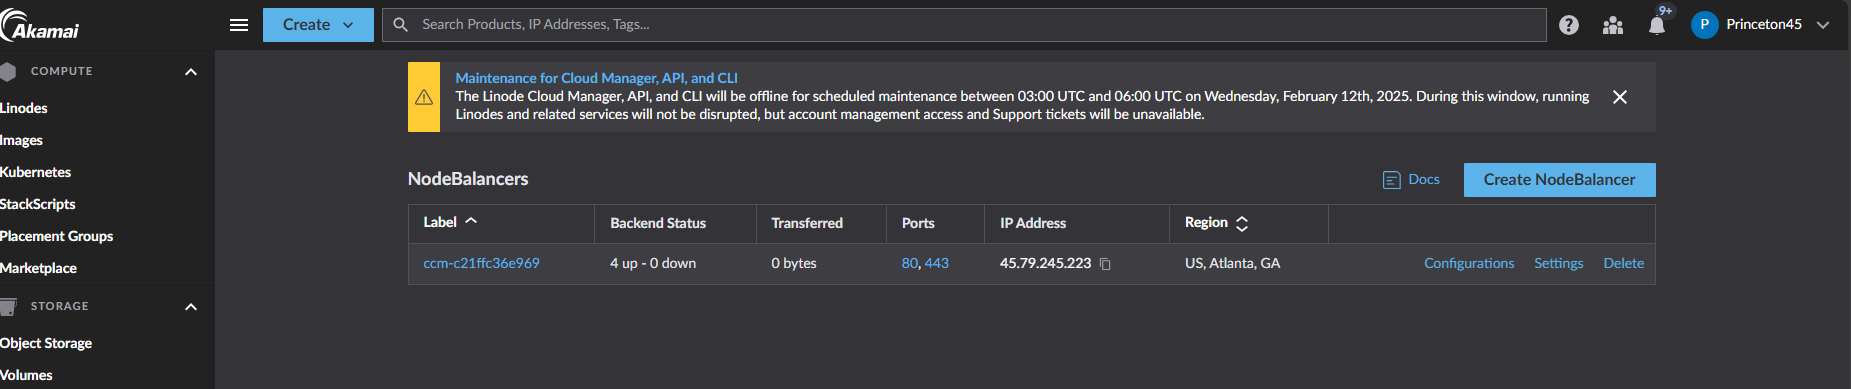 Akamai
Create
Search Products, IP Addresses, Tags...
9+
P
Princeton45
COMPUTE
Linodes
Images
Kubernetes
StackScripts
Placement Groups
Marketplace
STORAGE
Object Storage
Volumes
Maintenance for Cloud Manager, API, and CLI
The Linode Cloud Manager, API, and CLI will be offline for scheduled maintenance between 03:00 UTC and 06:00 UTC on Wednesday, February 12th, 2025. During this window, running
Linodes and related services will not be disrupted, but account management access and Support tickets will be unavailable.
NodeBalancers
Docs
Create NodeBalancer
Label Backend Status Transferred Ports IP Address Region
ccm-c21ffc36e969 4 up - 0 down 0 bytes 80, 443 45.79.245.223 US, Atlanta, GA Configurations Settings Delete